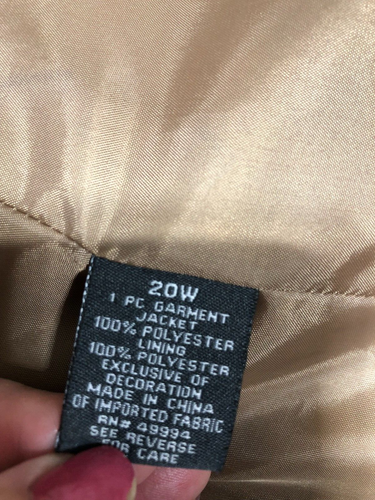 20W
1 PC GARMENT
JACKET
100% POLYESTER
LINING
100% POLYESTER
EXCLUSIVE OF
DECORATION
MADE IN CHINA
OF IMPORTED FABRIC
RN# 49994
SEE REVERSE
FOR CARE